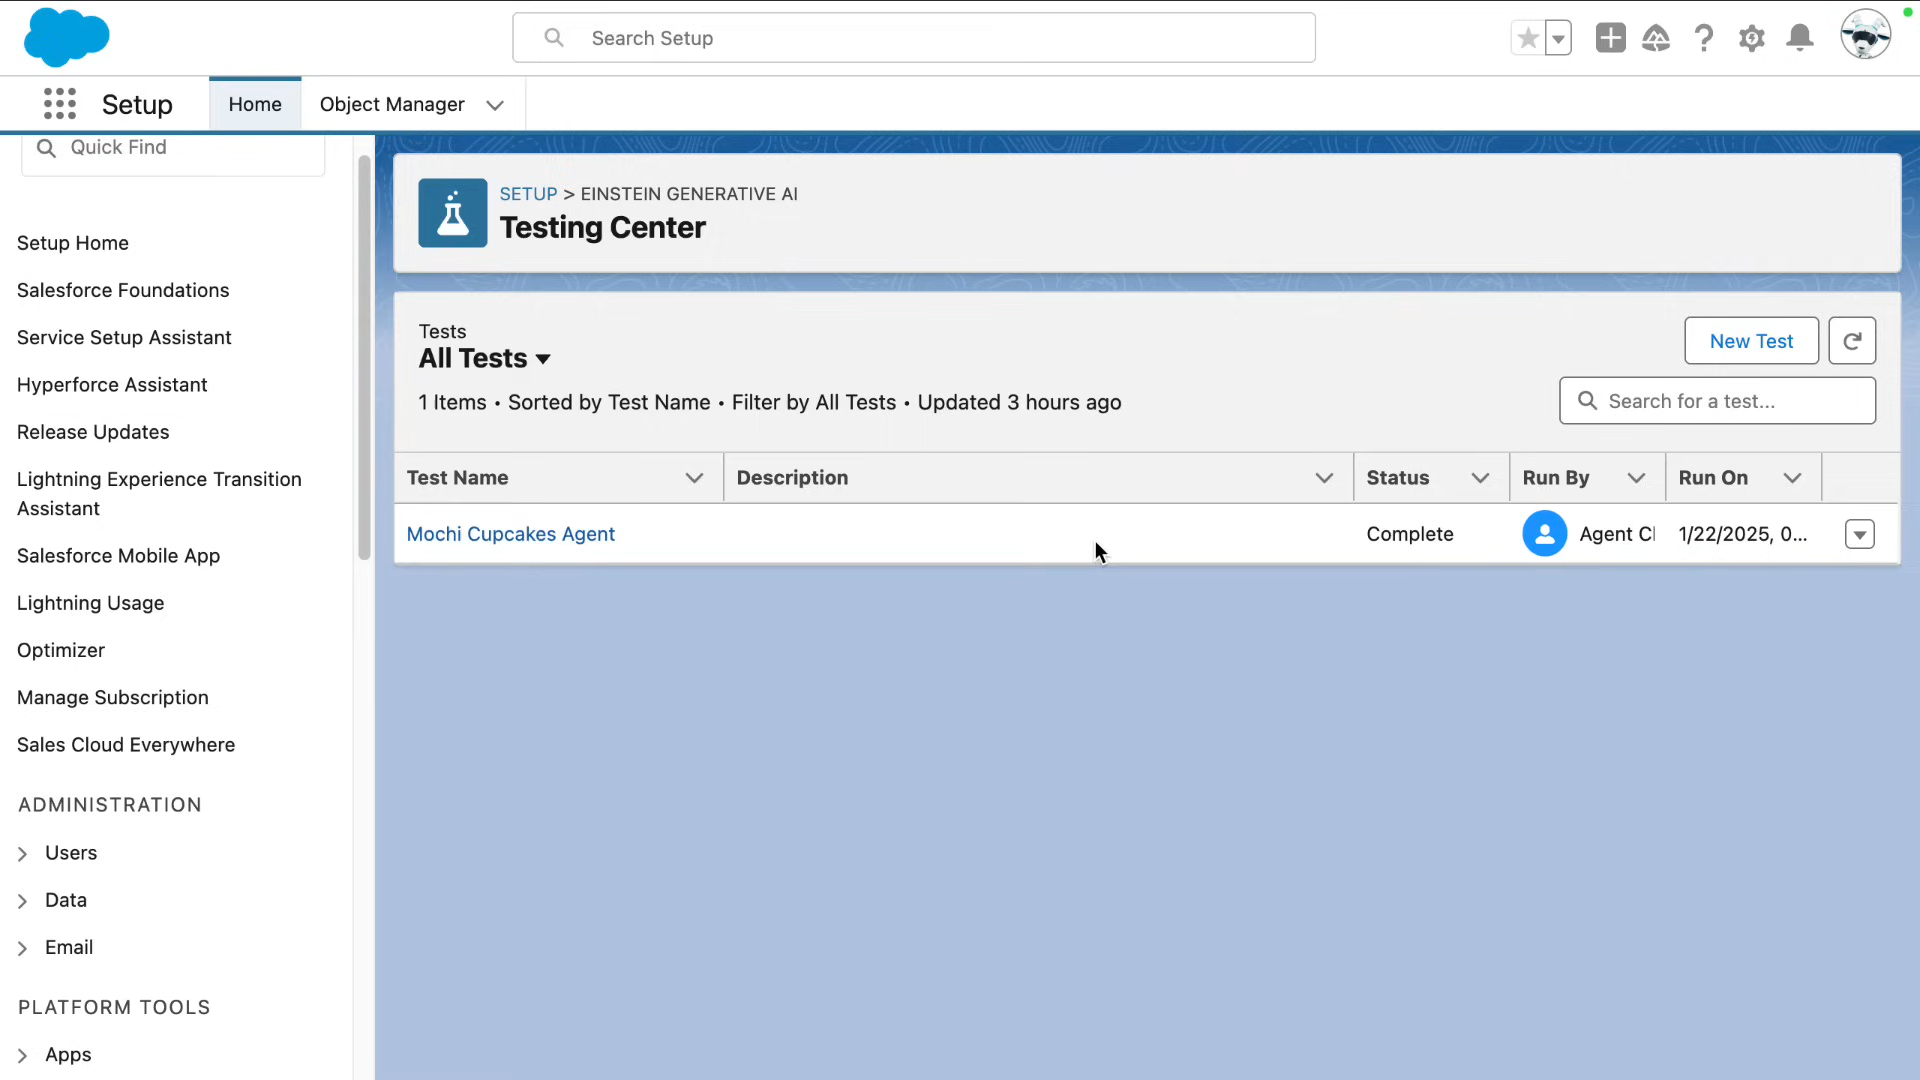 Search Setup
Setup
Home
Object Manager
Quick Find
Setup Home
Salesforce Foundations
Service Setup Assistant
Hyperforce Assistant
Release Updates
Lightning Experience Transition
Assistant
Salesforce Mobile App
Lightning Usage
Optimizer
Manage Subscription
Sales Cloud Everywhere
ADMINISTRATION
Users
Data
Email
PLATFORM TOOLS
Apps
SETUP > EINSTEIN GENERATIVE AI
Testing Center
Tests
All Tests
1 Items • Sorted by Test Name • Filter by All Tests • Updated 3 hours ago
New Test
Search for a test...
Test Name Description Status Run By Run On
Mochi Cupcakes Agent Complete Agent Cl 1/22/2025, 0...